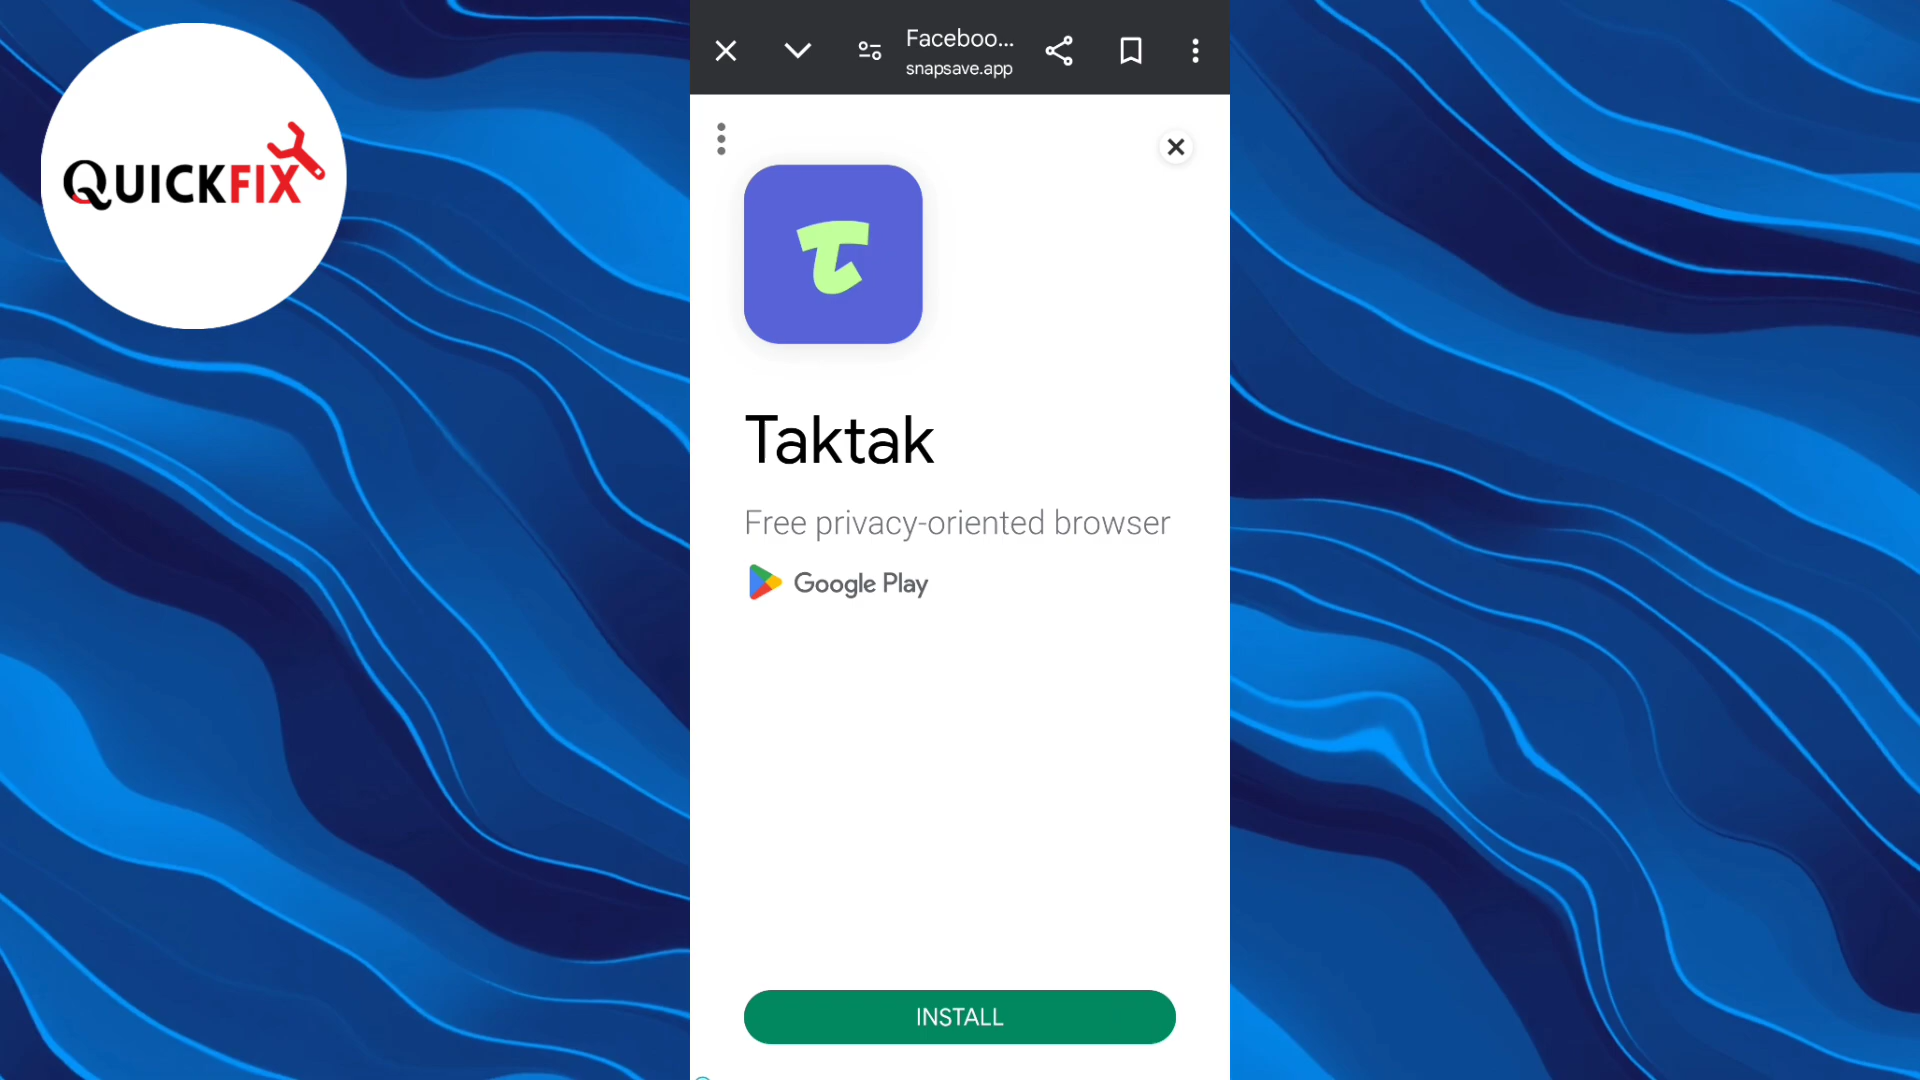 QUICKFIX
Faceboo...
snapsave.app
Taktak
Free privacy-oriented browser
Google Play
INSTALL